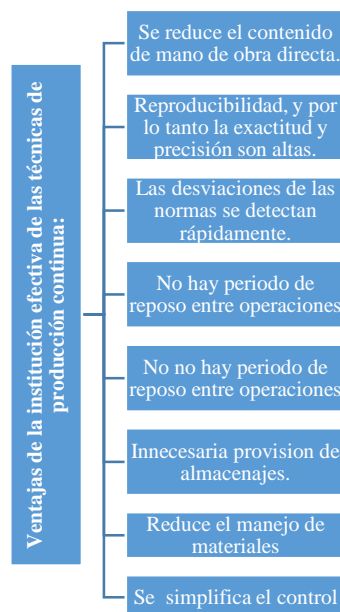 Ventajas de la institución efectiva de las técnicas de
producción continua:
Se reduce el contenido
de mano de obra directa.
Reproducibilidad, y por
lo tanto la exactitud y
precisión son altas.
Las desviaciones de las
normas se detectan
rápidamente.
No hay periodo de
reposo entre operaciones
No no hay periodo de
reposo entre operaciones
Innecesaria provision de
almacenajes.
Reduce el manejo de
materiales
Se simplifica el control